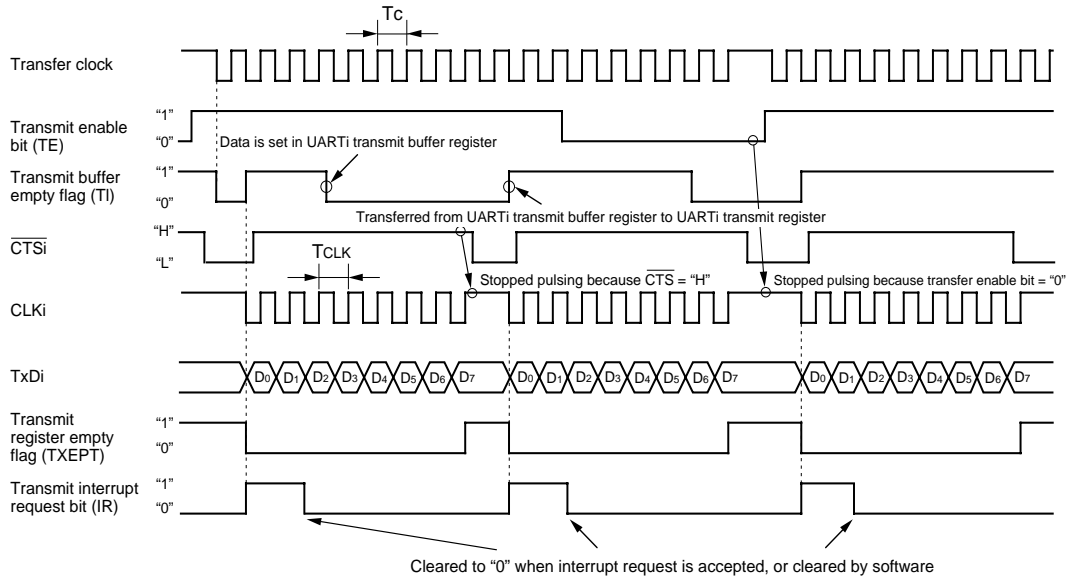 Tc
Transfer clock
Transmit enable
bit (TE)
“1”
“0”
Data is set in UARTi transmit buffer register
Transmit buffer
empty flag (TI)
“1”
“0”
Transferred from UARTi transmit buffer register to UARTi transmit register
CTSi
“H”
“L”
TCLK
Stopped pulsing because CTS = “H”
Stopped pulsing because transfer enable bit = “0”
CLKi
TxDi
D0 D1 D2 D3 D4 D5 D6 D7 D0 D1 D2 D3 D4 D5 D6 D7 D0 D1 D2 D3 D4 D5 D6 D7
Transmit
register empty
flag (TXEPT)
“1”
“0”
Transmit interrupt
request bit (IR)
“1”
“0”
Cleared to “0” when interrupt request is accepted, or cleared by software